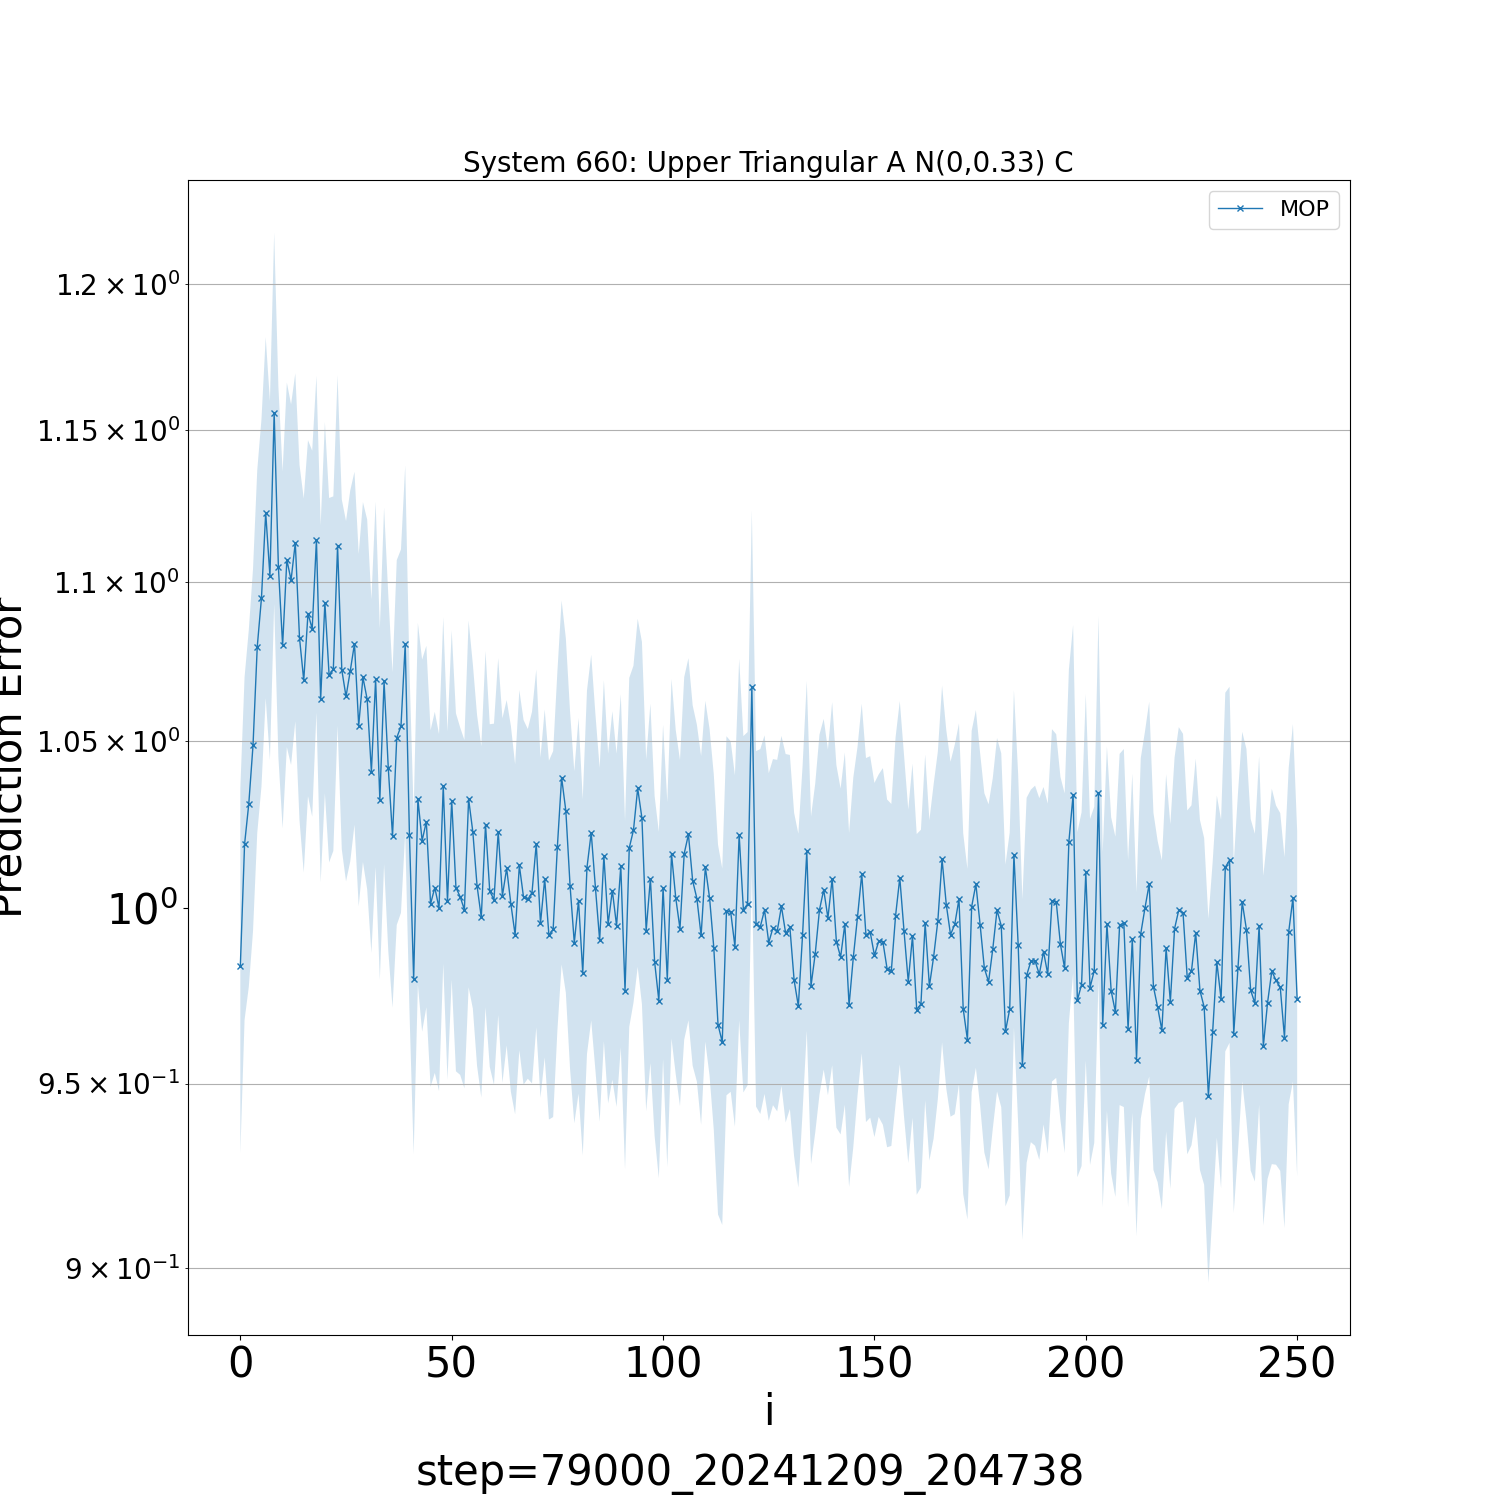 System 660: Upper Triangular A N(0,0.33) C
MOP
1.2 × 10⁰
1.15 × 10⁰
1.1 × 10⁰
1.05 × 10⁰
10⁰
9.5 × 10⁻¹
9 × 10⁻¹
Prediction Error
0 50 100 150 200 250
i
step=79000_20241209_204738